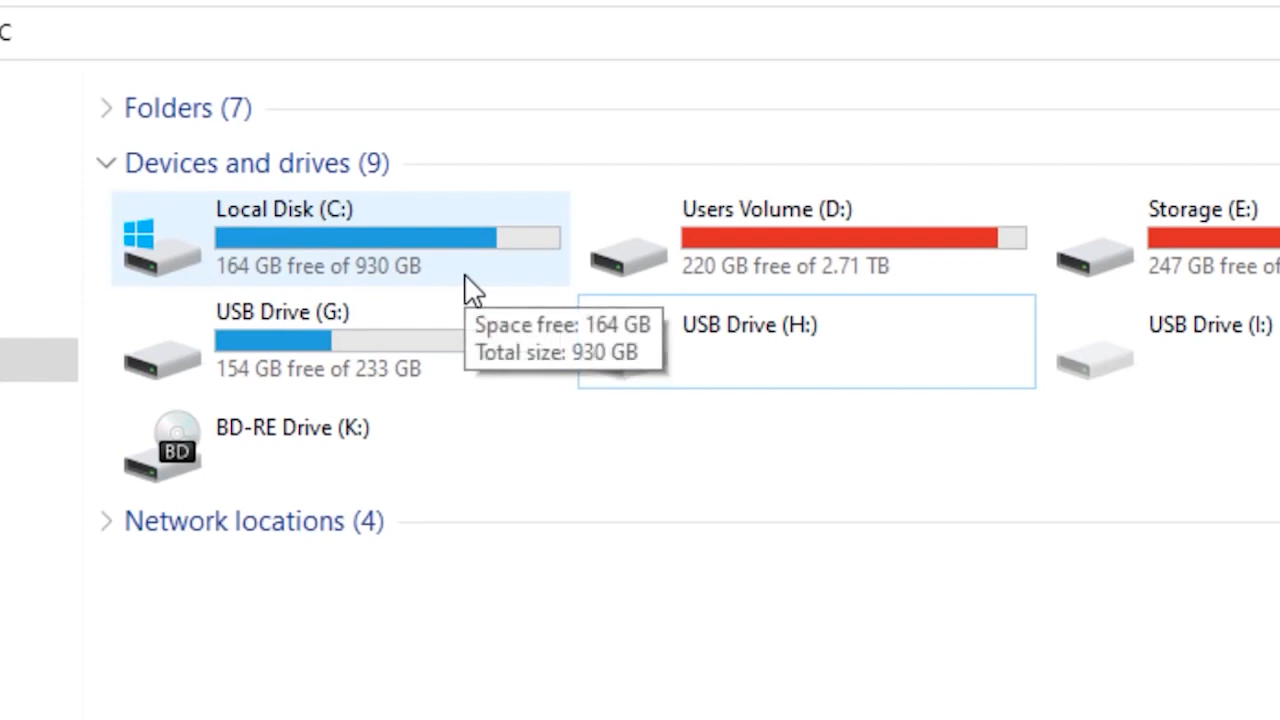 C
Folders (7)
Devices and drives (9)
Local Disk (C:)
164 GB free of 930 GB
Users Volume (D:)
220 GB free of 2.71 TB
Storage (E:)
247 GB free of
USB Drive (G:)
154 GB free of 233 GB
Space free: 164 GB
Total size: 930 GB
USB Drive (H:)
USB Drive (I:)
BD
BD-RE Drive (K:)
Network locations (4)